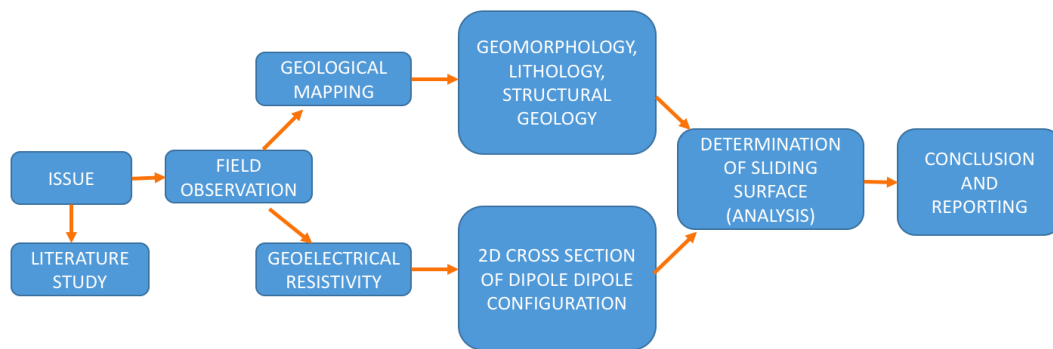 ISSUE
LITERATURE
STUDY
FIELD
OBSERVATION
GEOLOGICAL
MAPPING
GEOELECTRICAL
RESISTIVITY
GEOMORPHOLOGY,
LITHOLOGY,
STRUCTURAL
GEOLOGY
2D CROSS SECTION
OF DIPOLE DIPOLE
CONFIGURATION
DETERMINATION
OF SLIDING
SURFACE
(ANALYSIS)
CONCLUSION
AND
REPORTING